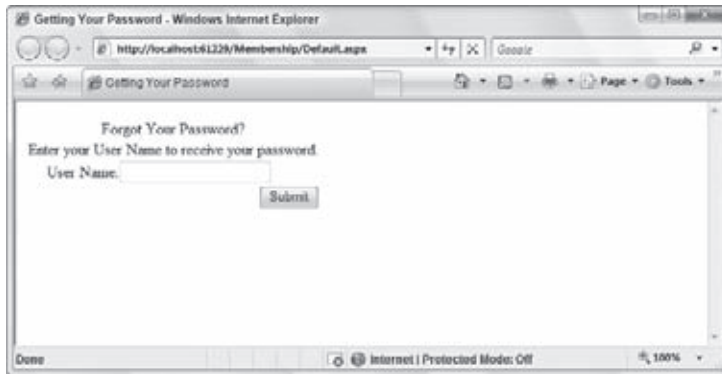 Getting Your Password - Windows Internet Explorer
http://localhost:61229/Membership/Default.aspx
Google
Getting Your Password
Page Tools
Forgot Your Password?
Enter your User Name to receive your password.
User Name:
Submit
Done
Internet | Protected Mode: Off
100%